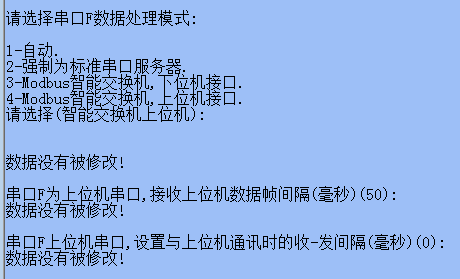 请选择串口F数据处理模式:
1-自动.
2-强制为标准串口服务器.
3-Modbus智能交换机,下位机接口.
4-Modbus智能交换机,上位机接口.
请选择(智能交换机上位机):
数据没有被修改!
串口F为上位机串口,接收上位机数据帧间隔(毫秒)(50):
数据没有被修改!
串口F上位机串口,设置与上位机通讯时的收-发间隔(毫秒)(0):
数据没有被修改!